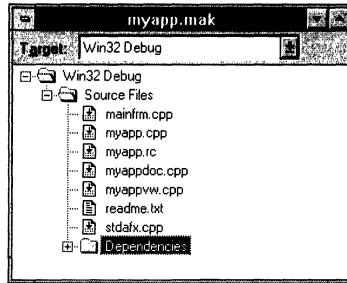 myapp.mak
Target: Win32 Debug
Win32 Debug
Source Files
mainfrm.cpp
myapp.cpp
myapp.rc
myappdoc.cpp
myappvw.cpp
readme.txt
stdafx.cpp
Dependencies